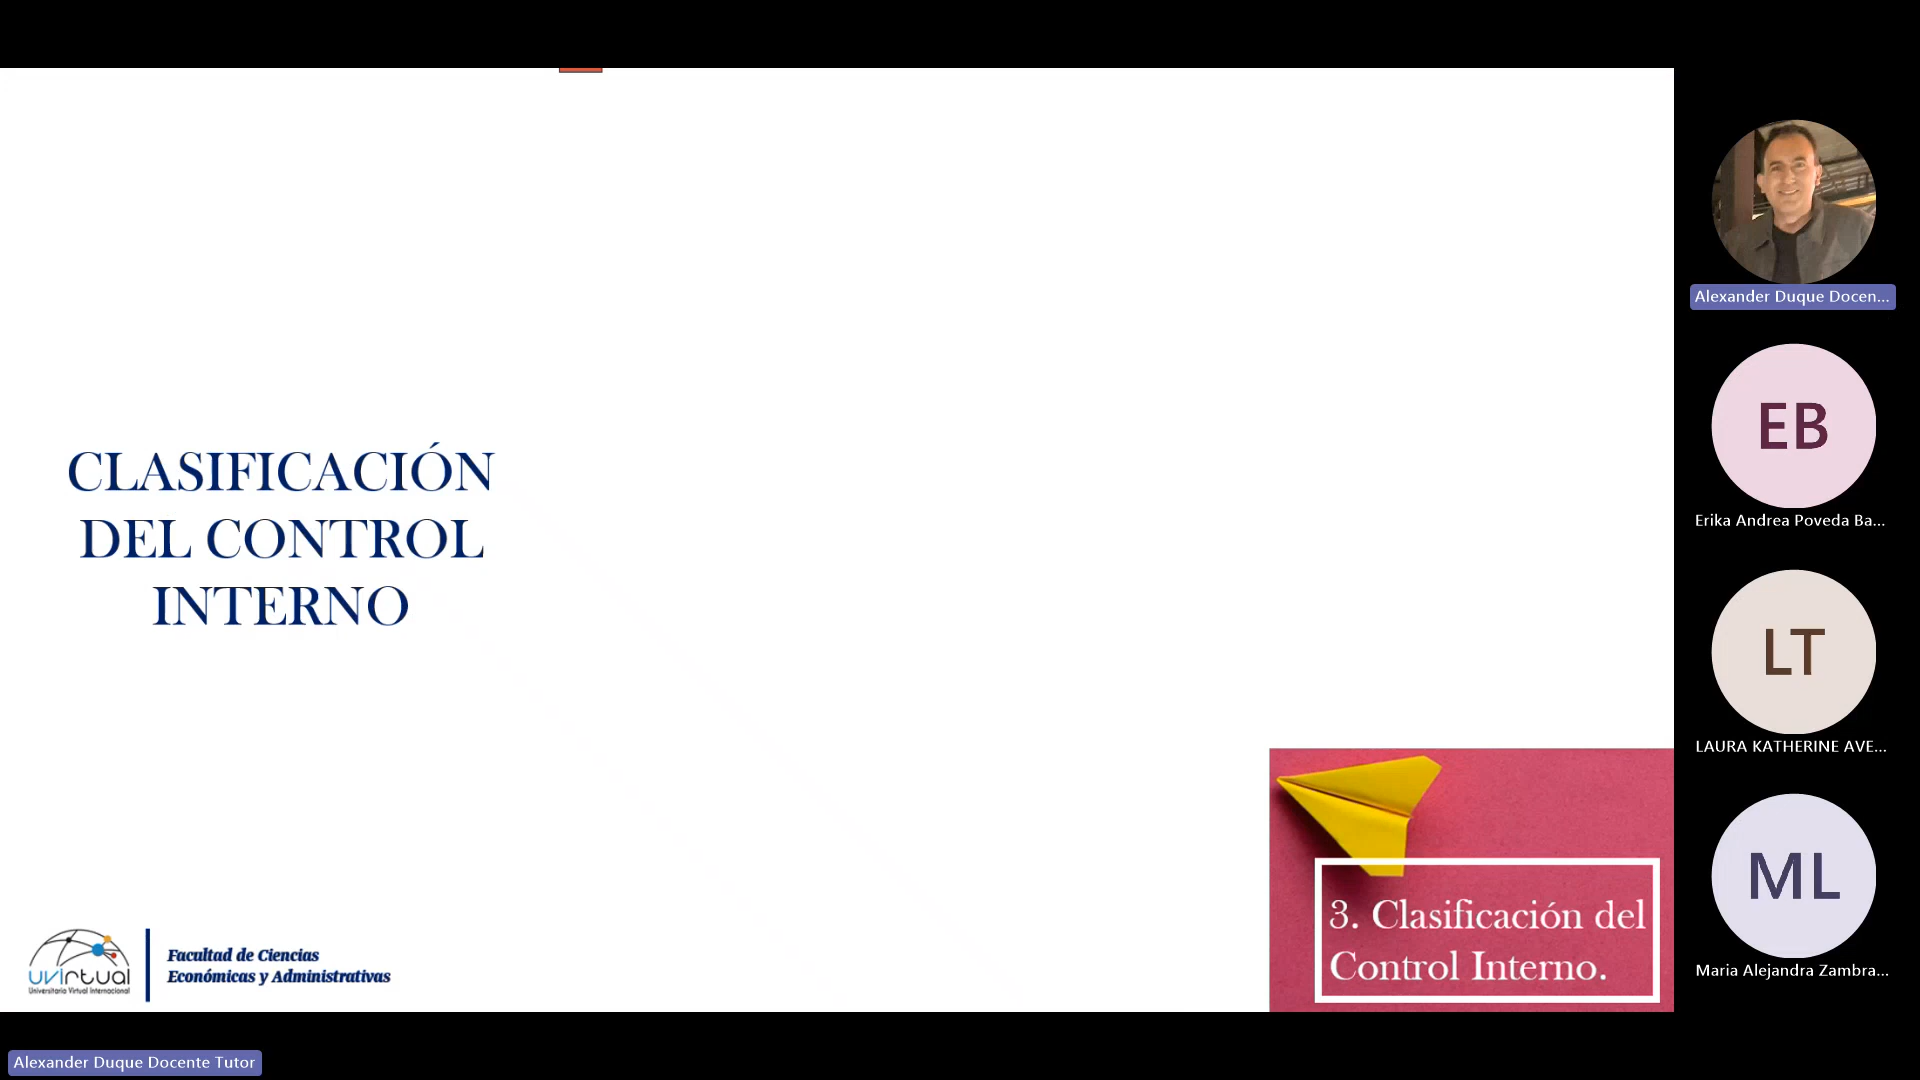 CLASIFICACIÓN
DEL CONTROL
INTERNO
3. Clasificación del
Control Interno.
uvirtual
Universitaria Virtual Internacional
Facultad de Ciencias
Económicas y Administrativas
Alexander Duque Docen...
EB
Erika Andrea Poveda Ba...
LT
LAURA KATHERINE AVE...
ML
Maria Alejandra Zambra...
Alexander Duque Docente Tutor